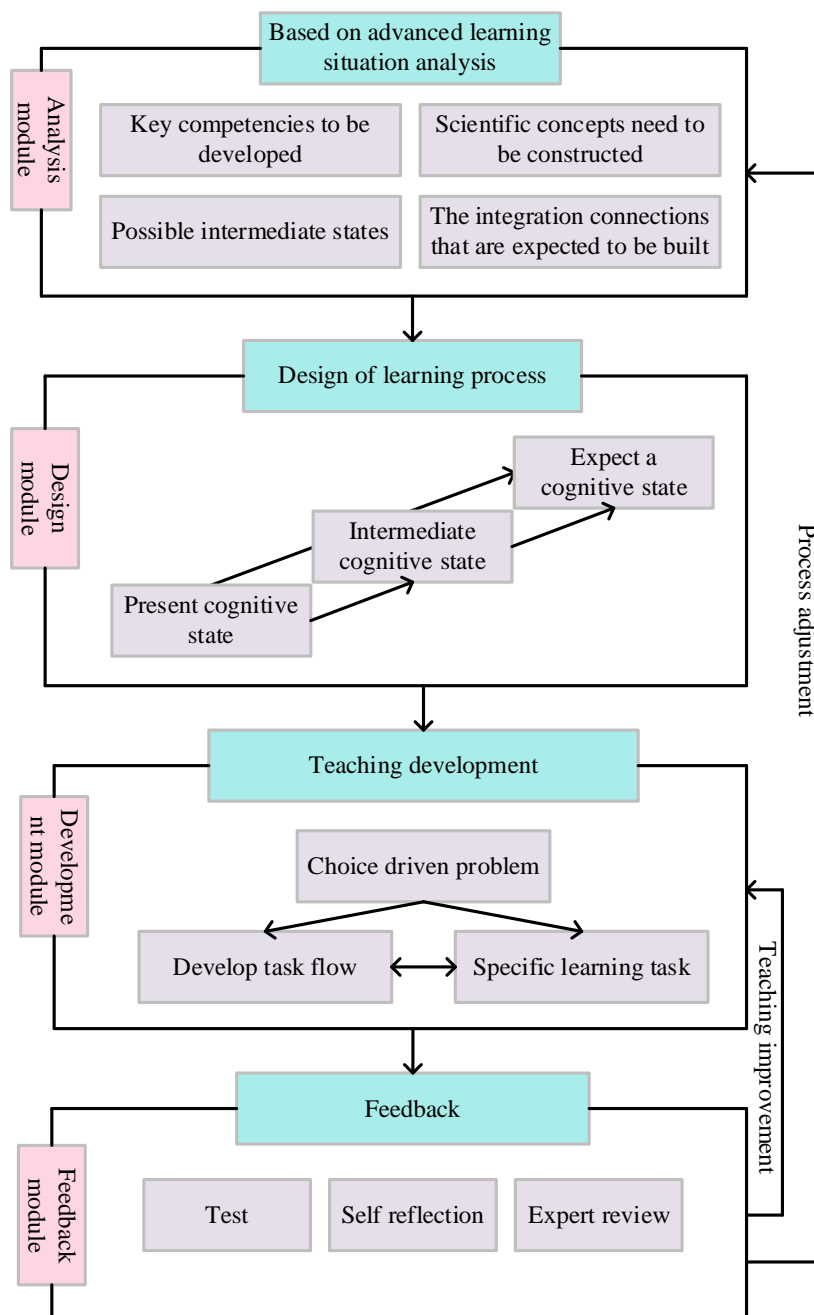 Based on advanced learning
situation analysis
Analysis
module
Key competencies to be
developed
Scientific concepts need to
be constructed
Possible intermediate states
The integration connections
that are expected to be built
Design of learning process
Design
module
Expect a
cognitive state
Intermediate
cognitive state
Present cognitive
state
Process adjustment
Teaching development
Developme
nt module
Choice driven problem
Develop task flow
Specific learning task
Teaching improvement
Feedback
Feedback
module
Test
Self reflection
Expert review